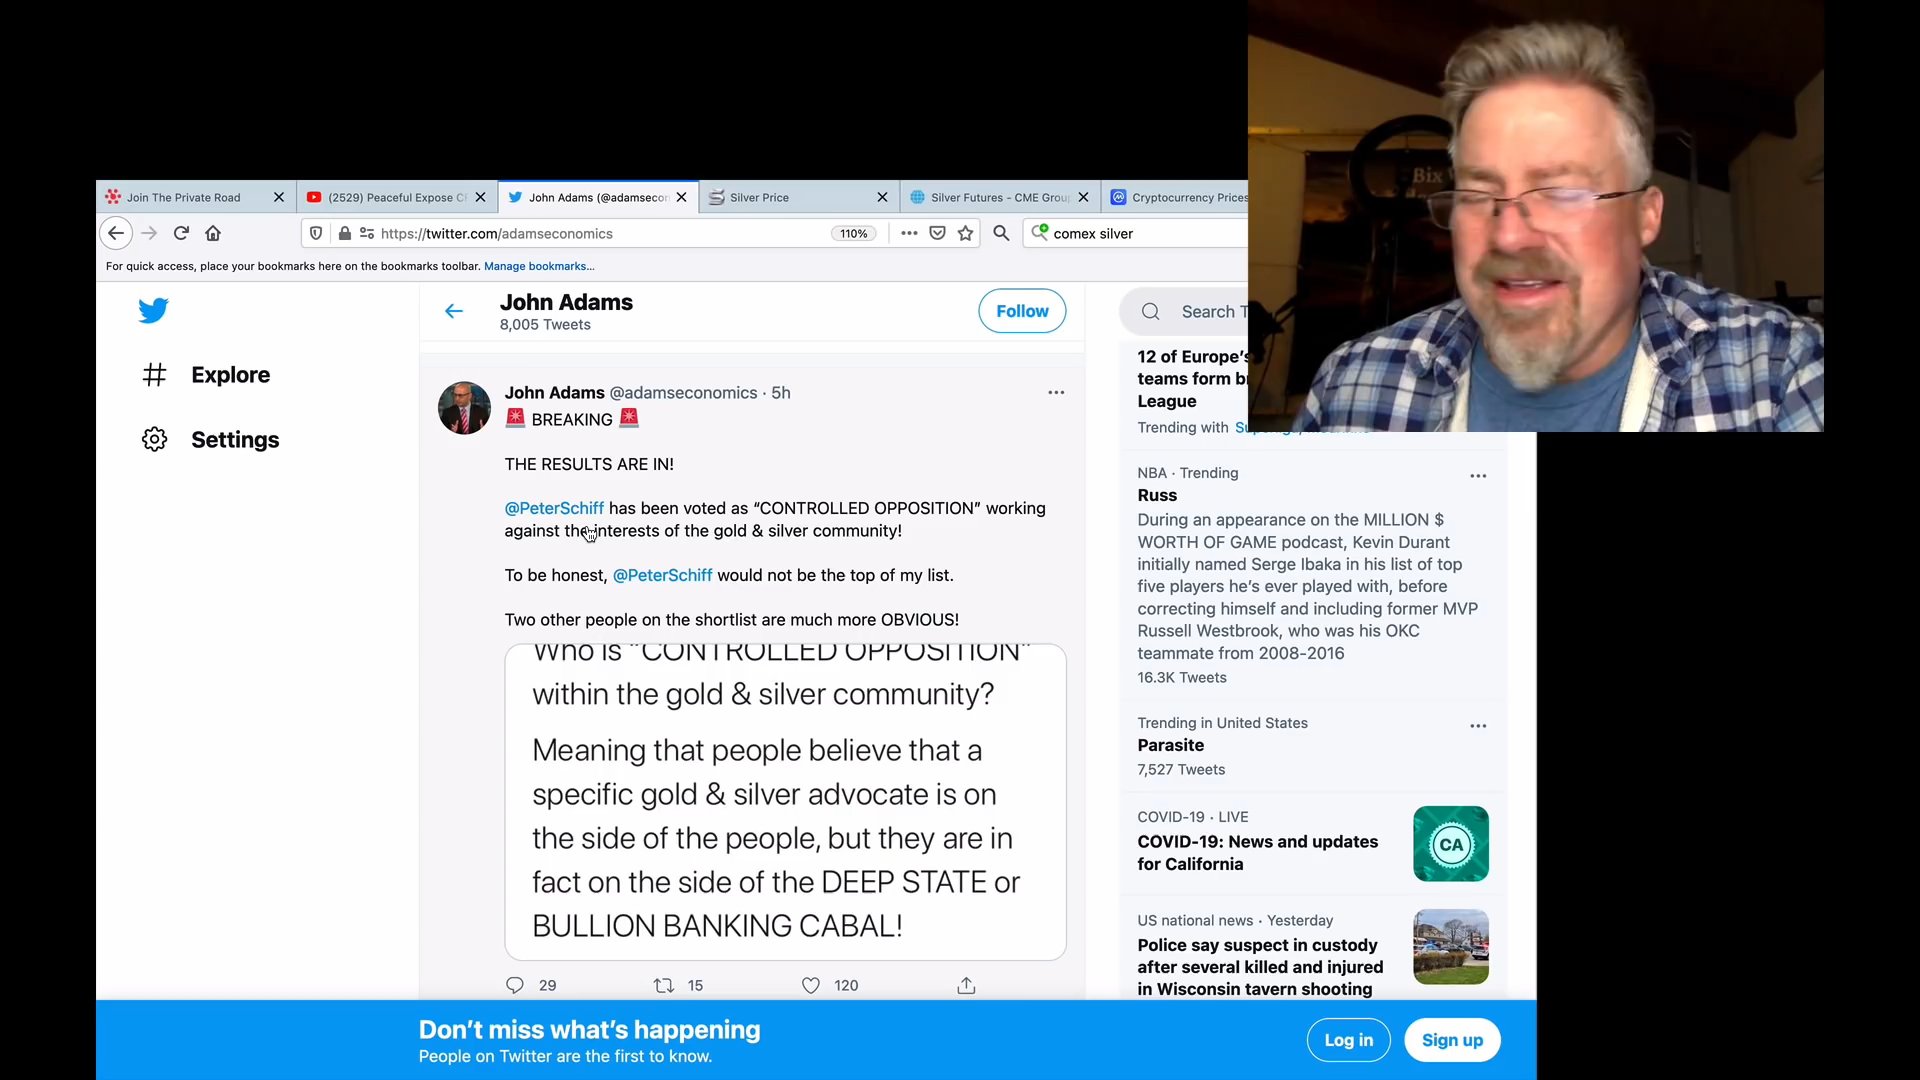 Bix
Join The Private Road
(2529) Peaceful Expose
John Adams (@adamsecon
Silver Price
Silver Futures - CME Grou
Cryptocurrency Prices
https://twitter.com/adamseconomics
110%
comex silver
For quick access, place your bookmarks here on the bookmarks toolbar. Manage bookmarks...
John Adams
8,005 Tweets
Follow
Explore
Settings
John Adams @adamseconomics · 5h
BREAKING
THE RESULTS ARE IN!
@PeterSchiff has been voted as “CONTROLLED OPPOSITION” working
against the interests of the gold & silver community!
To be honest, @PeterSchiff would not be the top of my list.
Two other people on the shortlist are much more OBVIOUS!
Who is "CONTROLLED OPPOSITION"
within the gold & silver community?
Meaning that people believe that a
specific gold & silver advocate is on
the side of the people, but they are in
fact on the side of the DEEP STATE or
BULLION BANKING CABAL!
29
15
120
Search T
12 of Europe's
teams form
League
Trending with
NBA · Trending
Russ
During an appearance on the MILLION $
WORTH OF GAME podcast, Kevin Durant
initially named Serge Ibaka in his list of top
five players he's ever played with, before
correcting himself and including former MVP
Russell Westbrook, who was his OKC
teammate from 2008-2016
16.3K Tweets
Trending in United States
Parasite
7,527 Tweets
COVID-19 · LIVE
COVID-19: News and updates
for California
CA
US national news · Yesterday
Police say suspect in custody
after several killed and injured
in Wisconsin tavern shooting
Don't miss what's happening
People on Twitter are the first to know.
Log in
Sign up